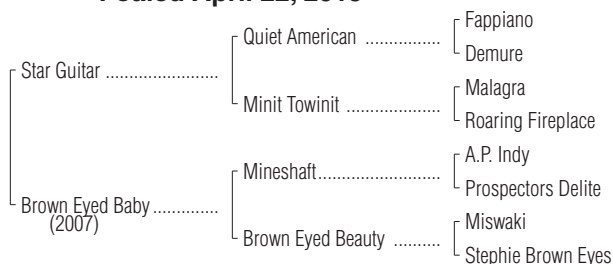 Foaled April 22,
Fappiano
Quiet American ................
Demure
Star Guitar ........................
Malagra
Minit Towinit ....................
Roaring Fireplace
A.P. Indy
Mineshaft..........................
Prospectors Delite
Brown Eyed Baby ..............
(2007)
Miswaki
Brown Eyed Beauty ..........
Stephie Brown Eyes